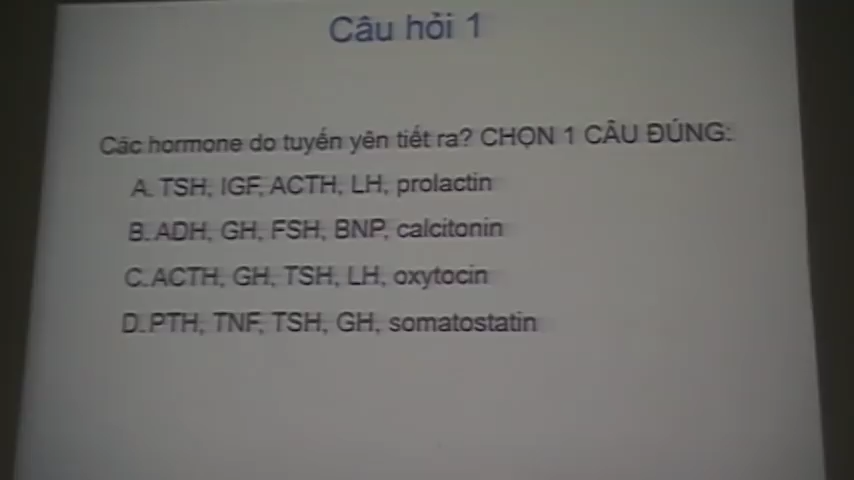 Câu hỏi 1
Các hormone do tuyến yên tiết ra? CHỌN 1 CÂU ĐÚNG:
A. TSH, IGF, ACTH, LH, prolactin
B. ADH, GH, FSH, BNP, calcitonin
C. ACTH, GH, TSH, LH, oxytocin
D. PTH, TNF, TSH, GH, somatostatin